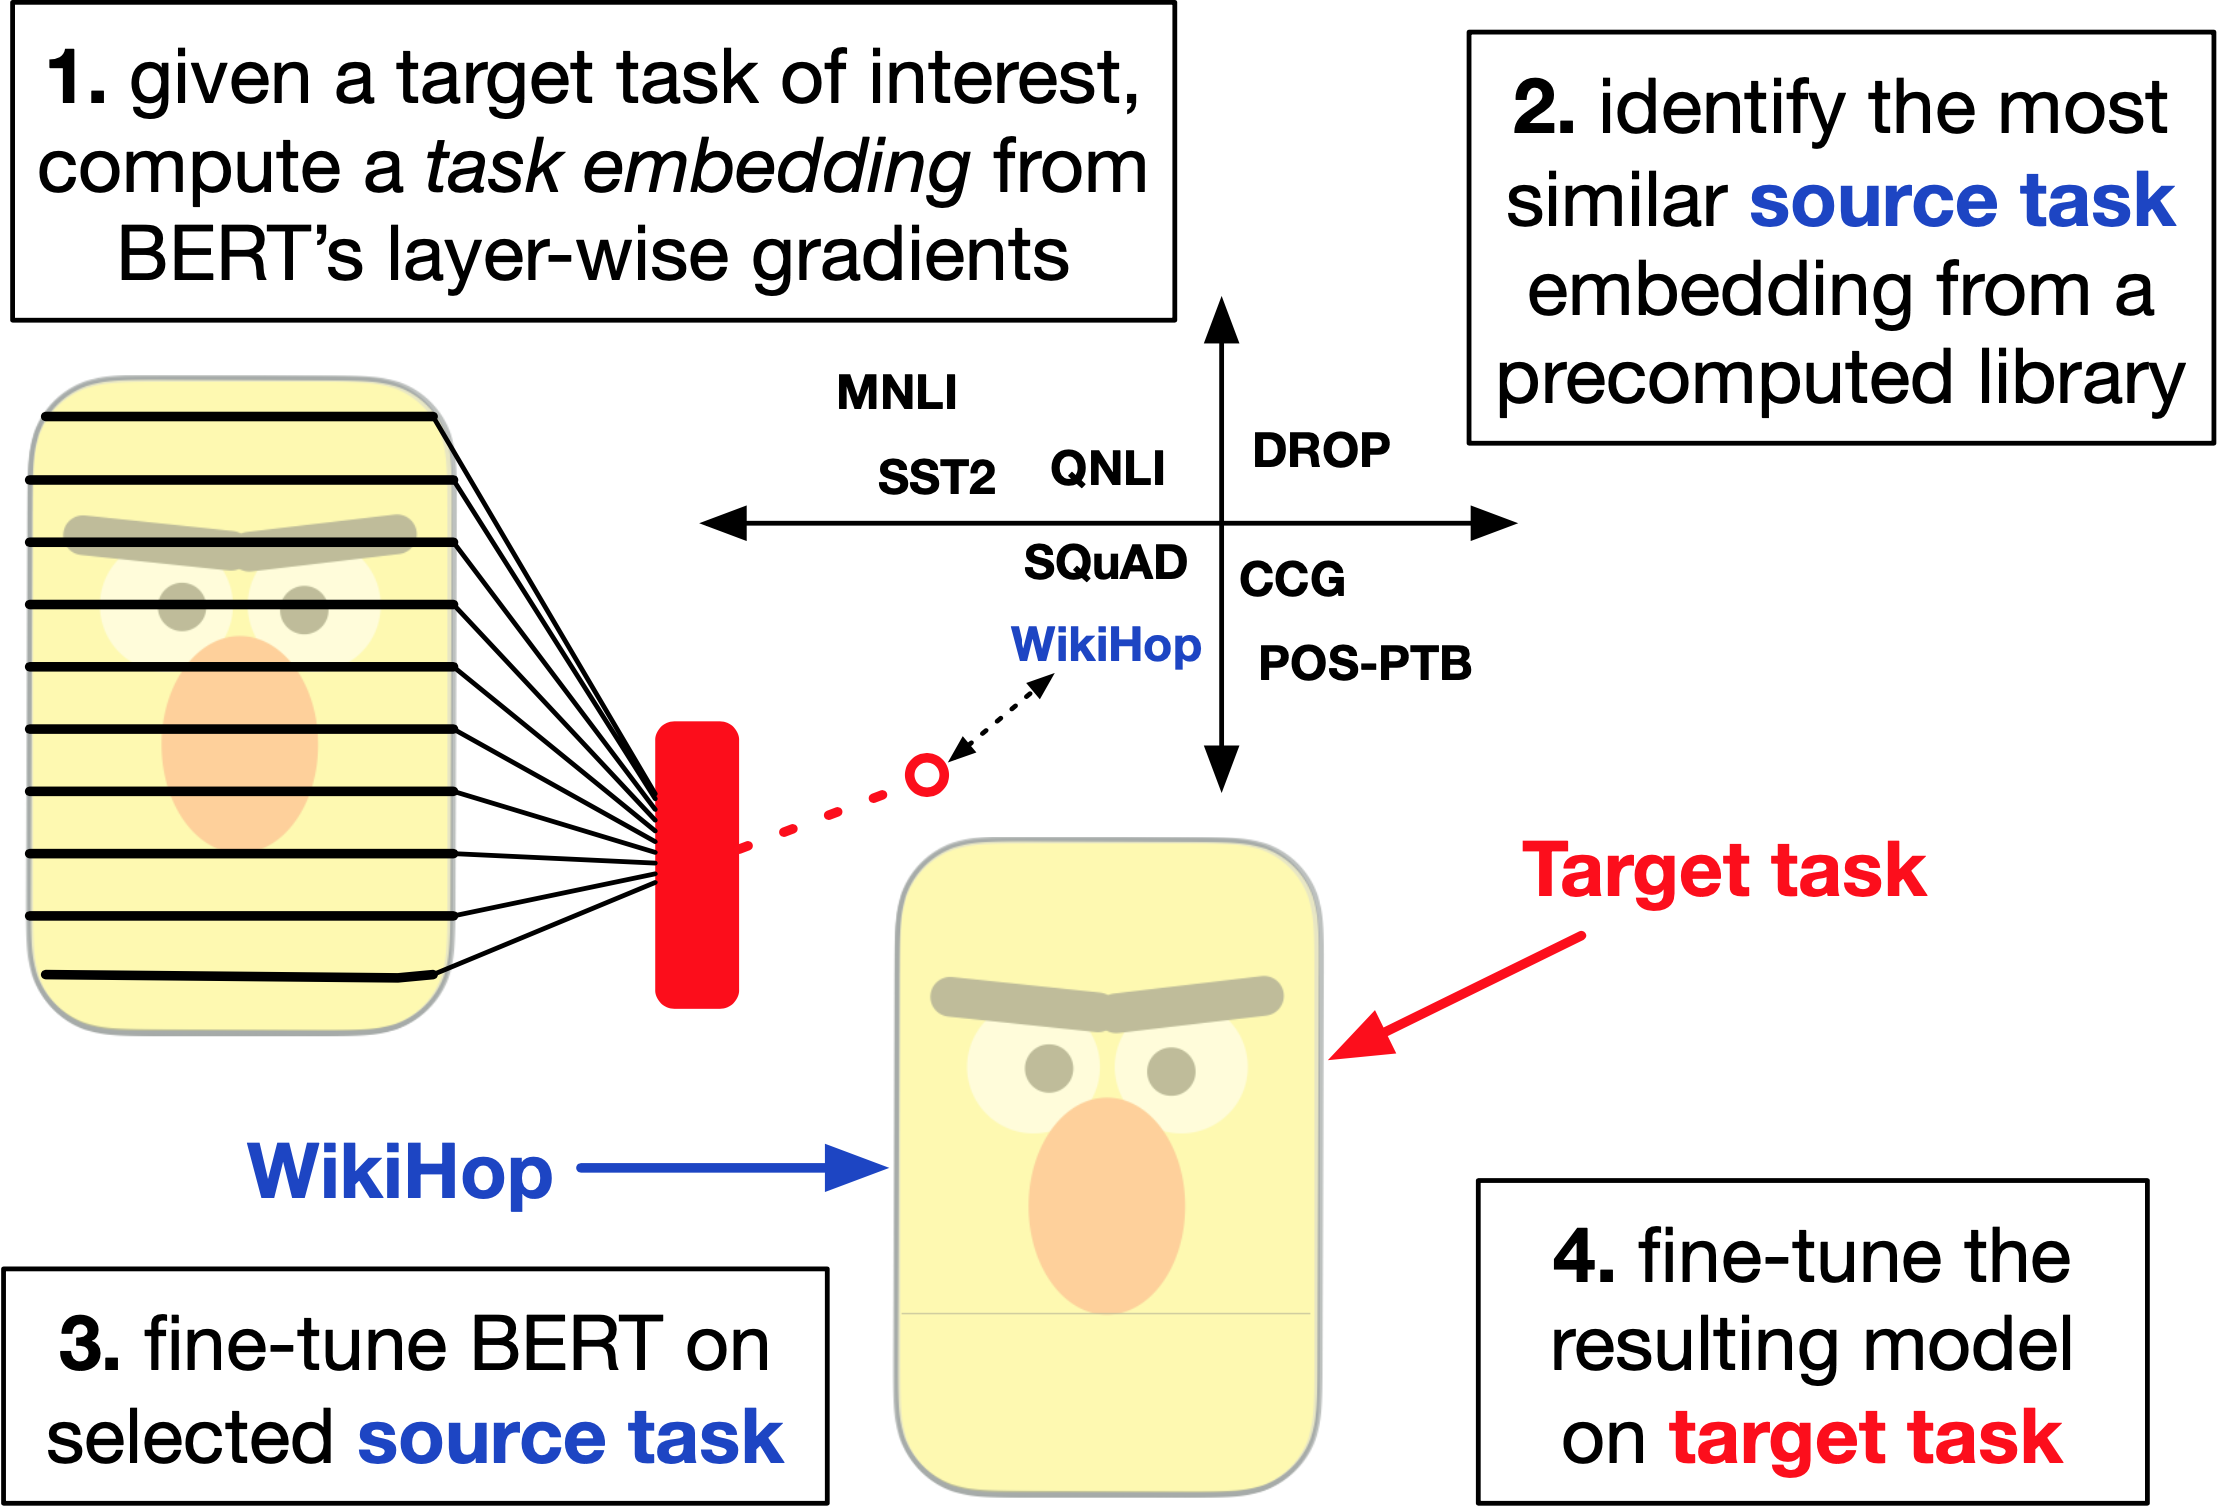 1. given a target task of interest,
compute a task embedding from
BERT’s layer-wise gradients
2. identify the most
similar source task
embedding from a
precomputed library
MNLI
SST2
QNLI
DROP
SQuAD
CCG
WikiHop
POS-PTB
Target task
WikiHop
3. fine-tune BERT on
selected source task
4. fine-tune the
resulting model
on target task